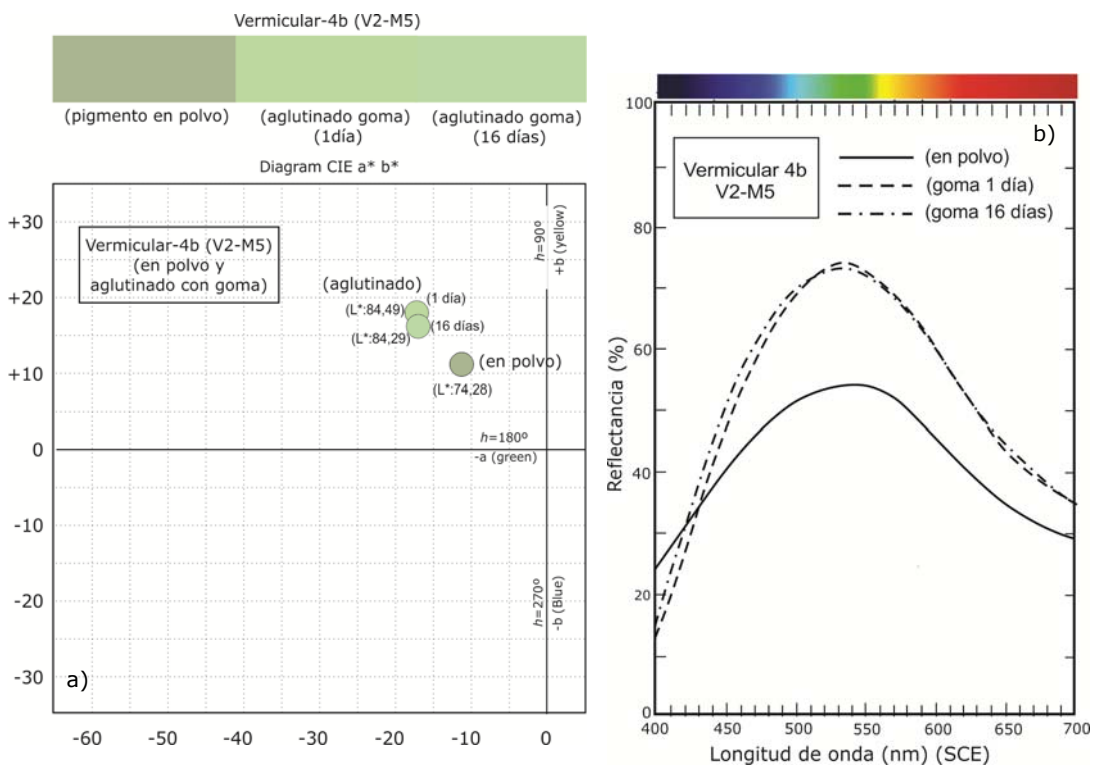 Vermicular-4b (V2-M5)
(pigmento en polvo)
(aglutinado goma)
(1día)
(aglutinado goma)
(16 días)
Diagram CIE a* b*
+30
+20
+10
0
-10
-20
-30
Vermicular-4b (V2-M5)
(en polvo y
aglutinado con goma)
h=90º
+b (yellow)
(aglutinado)
(1 día)
(L*:84,49)
(16 días)
(L*:84,29)
(en polvo)
(L*:74,28)
h=180º
-a (green)
h=270º
-b (Blue)
a)
-60
-50
-40
-30
-20
-10
0
b)
Vermicular 4b
V2-M5
(en polvo)
(goma 1 día)
(goma 16 días)
Reflectancia (%)
100
80
60
40
20
0
400
450
500
550
600
700
Longitud de onda (nm) (SCE)